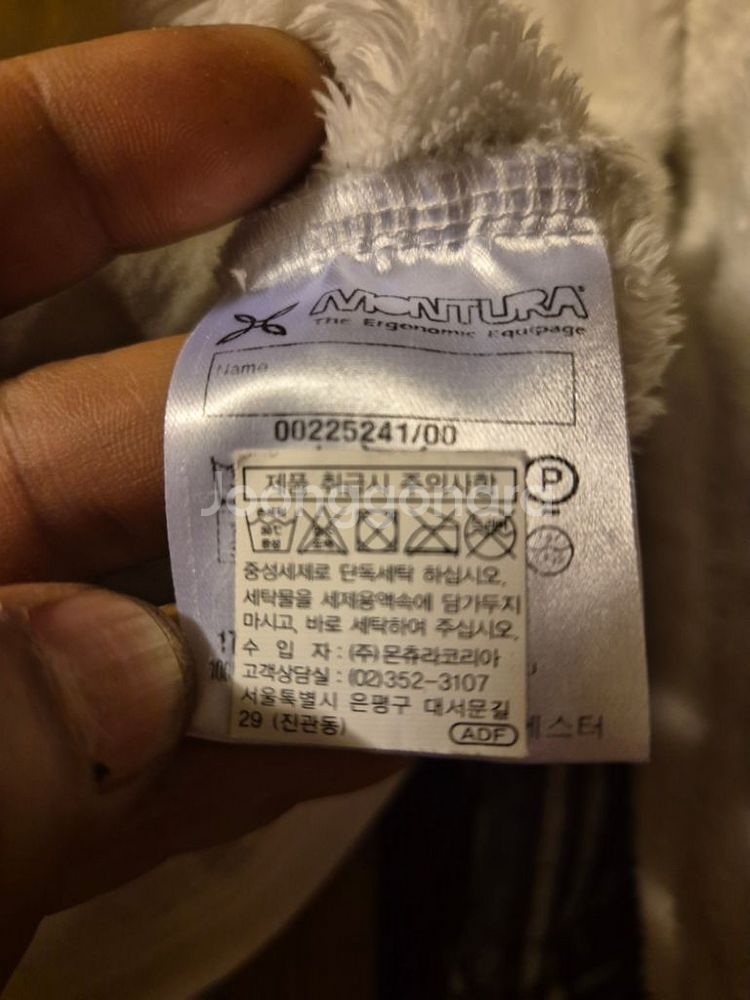 MONTURA
The Ergonomic Equipage
Name
00225241/00
P
제품 취급시 주의사항
중성세제로 단독세탁 하십시오.
세탁물을 세제용액속에 담가두지
마시고, 바로 세탁하여 주십시오.
수 입 자 : (주)몬츄라코리아
고객상담실 : (02)352-3107
서울특별시 은평구 대서문길
29 (진관동)
ADF
Joonggonara